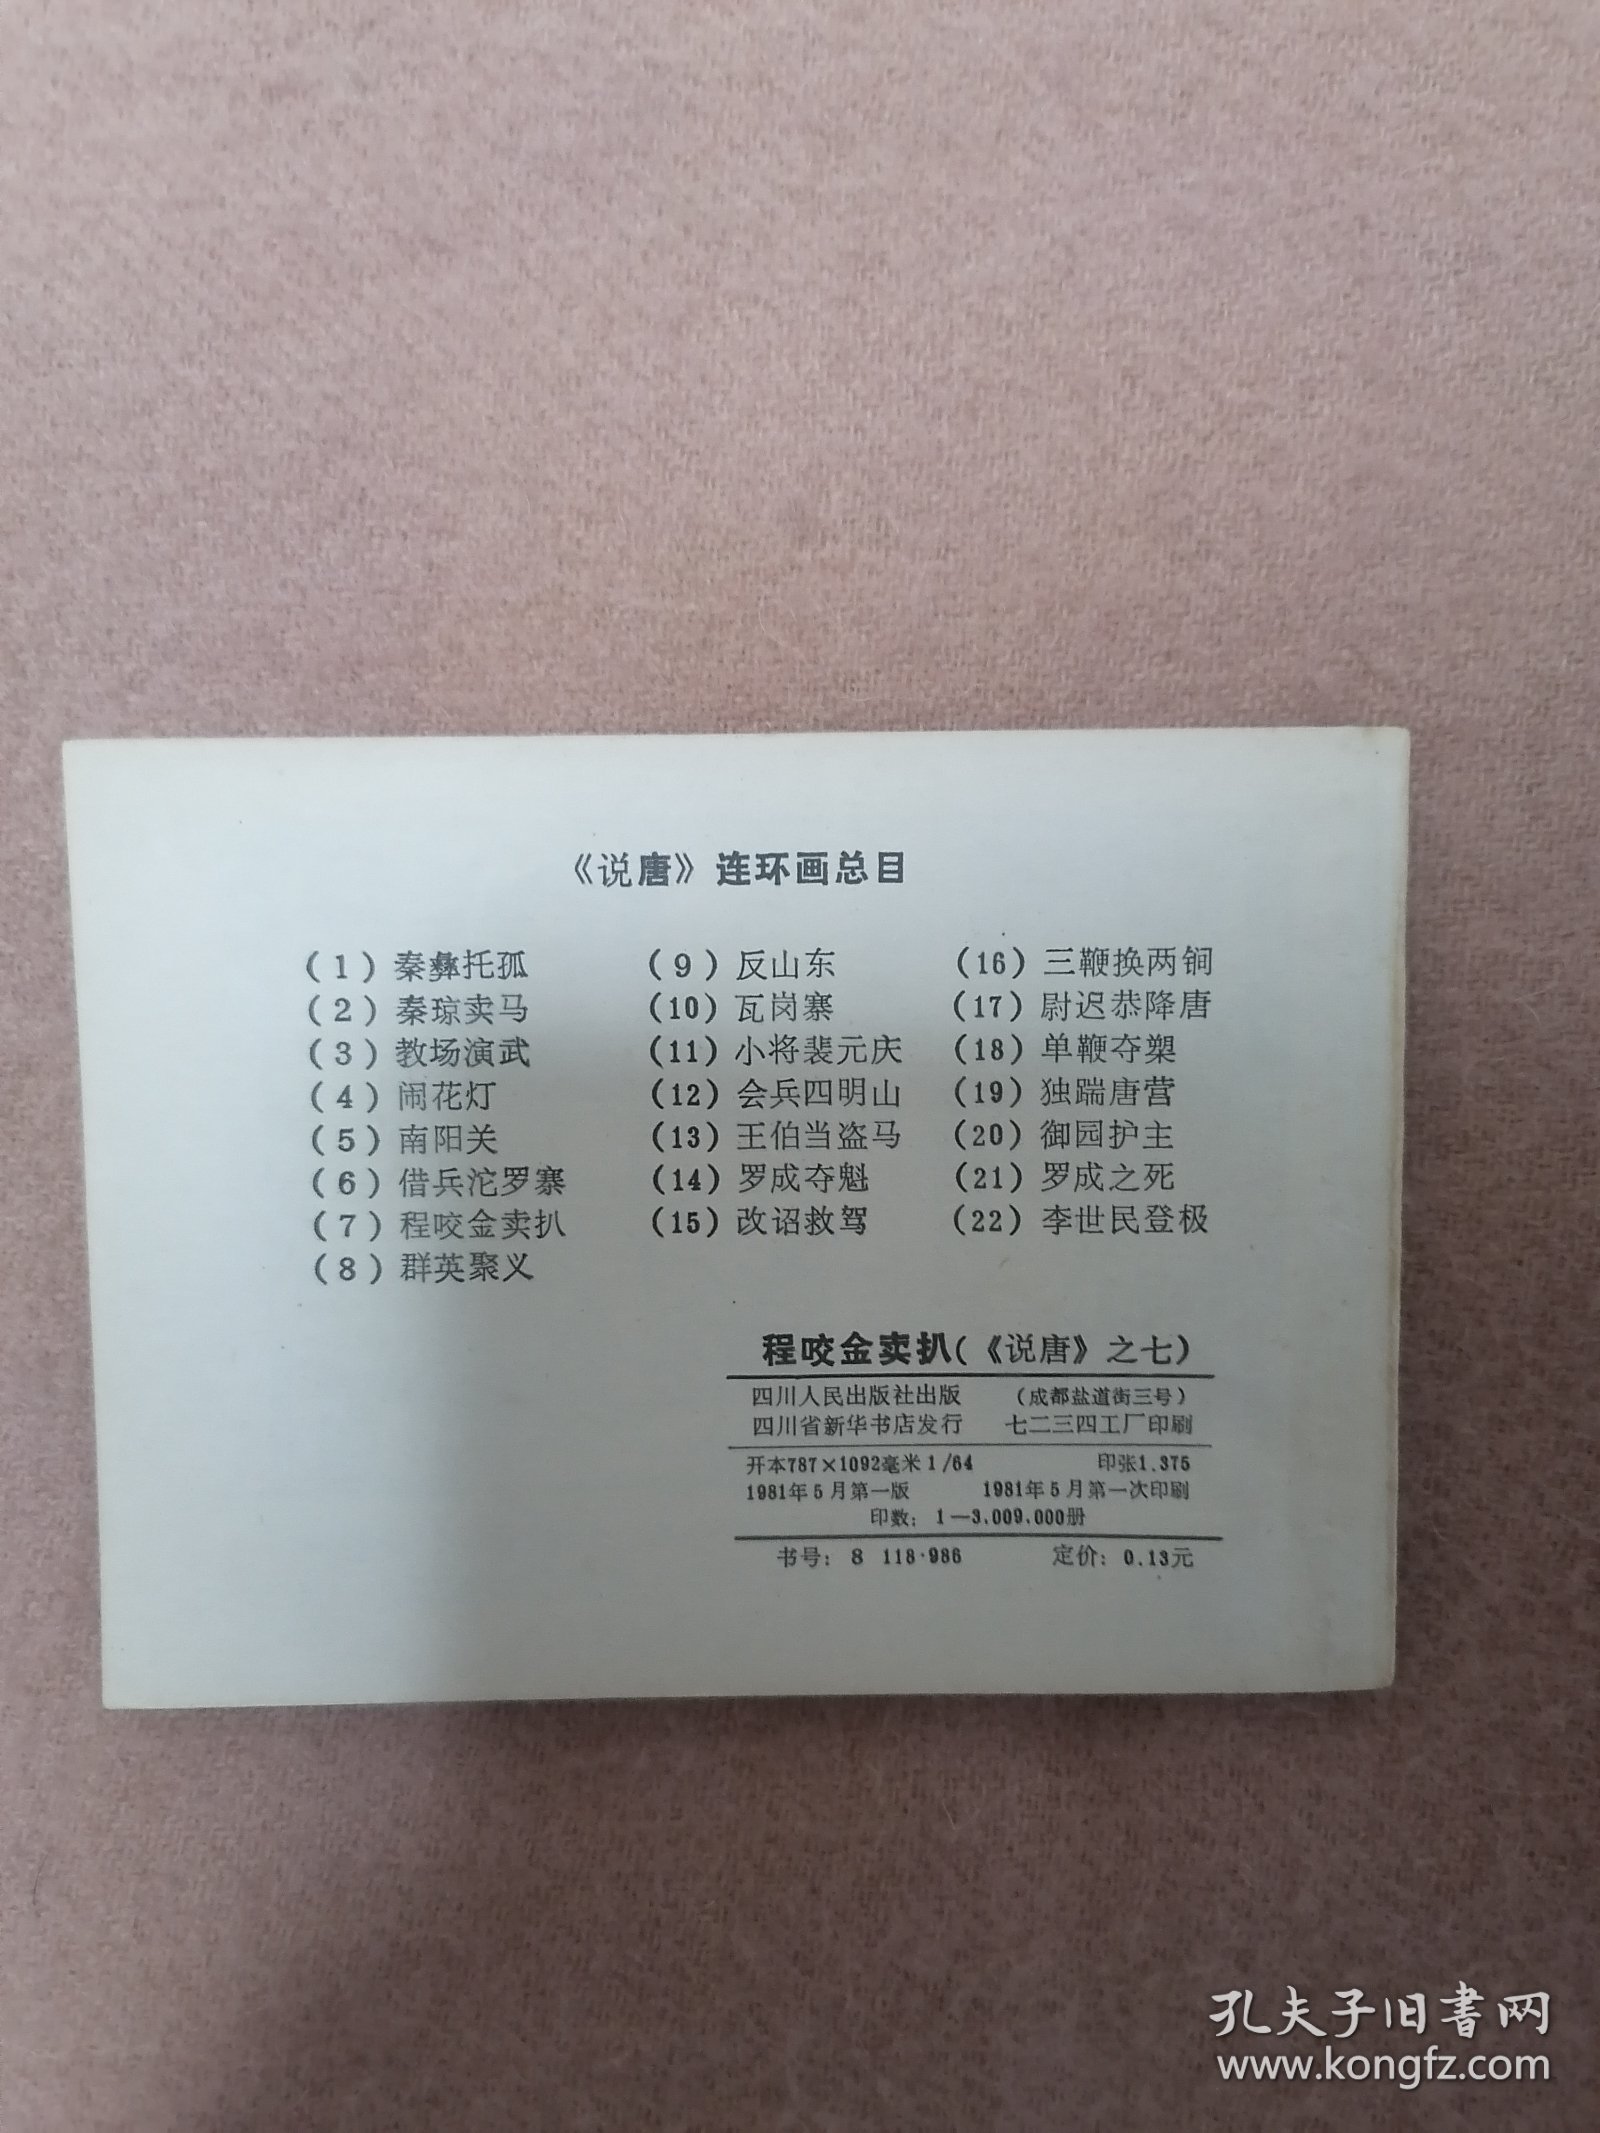 《说唐》连环画总目
(1)秦彝托孤
(2)秦琼卖马
(3)教场演武
(4)闹花灯
(5)南阳关
(6)借兵沱罗寨
(7)程咬金卖扒
(8)群英聚义
(9)反山东
(10)瓦岗寨
(11)小将裴元庆
(12)会兵四明山
(13)王伯当盗马
(14)罗成夺魁
(15)改诏救驾
(16)三鞭换两锏
(17)尉迟恭降唐
(18)单鞭夺槊
(19)独踹唐营
(20)御园护主
(21)罗成之死
(22)李世民登极
程咬金卖扒(《说唐》之七)
四川人民出版社出版 (成都盐道街三号)
四川省新华书店发行 七二三四工厂印刷
开本787×1092毫米1/64 印张1.375
1981年5月第一版 1981年5月第一次印刷
印数：1—3,009,000册
书号：8118·986 定价：0.13元
孔夫子旧书网
www.kongfz.com